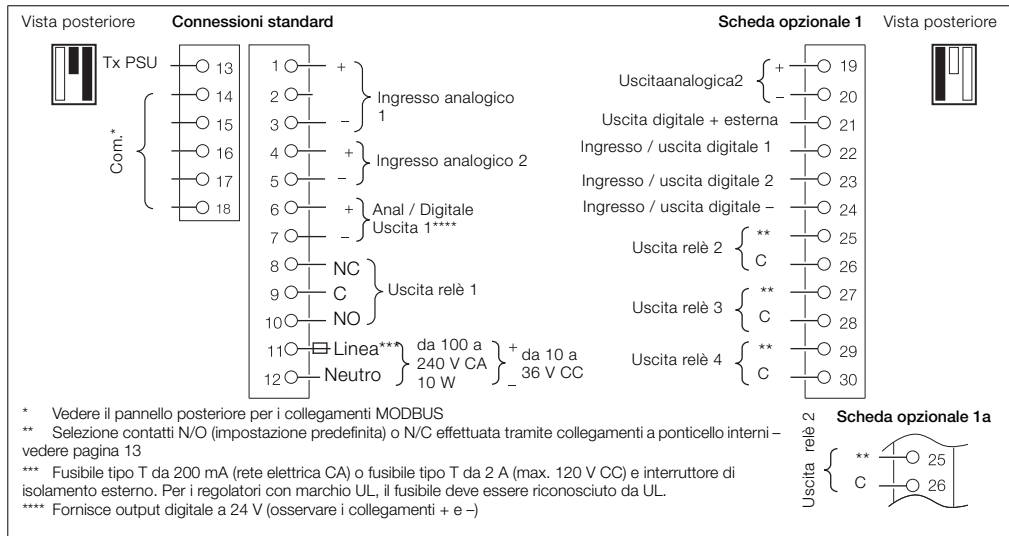 Vista posteriore
Connessioni standard
Scheda opzionale 1
Vista posteriore
Tx PSU
13
14
15
16
17
18
Com.*
1 +
2
3 –
Ingresso analogico
1
4 +
5 –
Ingresso analogico 2
6 +
7 –
Anal / Digitale
Uscita 1****
8 NC
9 C
10 NO
Uscita relè 1
11 Linea***
12 Neutro
da 100 a
240 V CA
10 W
+
–
da 10 a
36 V CC
Uscitaanalogica2
+ 19
– 20
Uscita digitale + esterna 21
Ingresso / uscita digitale 1 22
Ingresso / uscita digitale 2 23
Ingresso / uscita digitale – 24
Uscita relè 2
** 25
C 26
Uscita relè 3
** 27
C 28
Uscita relè 4
** 29
C 30
* Vedere il pannello posteriore per i collegamenti MODBUS
** Selezione contatti N/O (impostazione predefinita) o N/C effettuata tramite collegamenti a ponticello interni –
vedere pagina 13
*** Fusibile tipo T da 200 mA (rete elettrica CA) o fusibile tipo T da 2 A (max. 120 V CC) e interruttore di
isolamento esterno. Per i regolatori con marchio UL, il fusibile deve essere riconosciuto da UL.
**** Fornisce output digitale a 24 V (osservare i collegamenti + e –)
Scheda opzionale 1a
Uscita relè 2
** 25
C 26